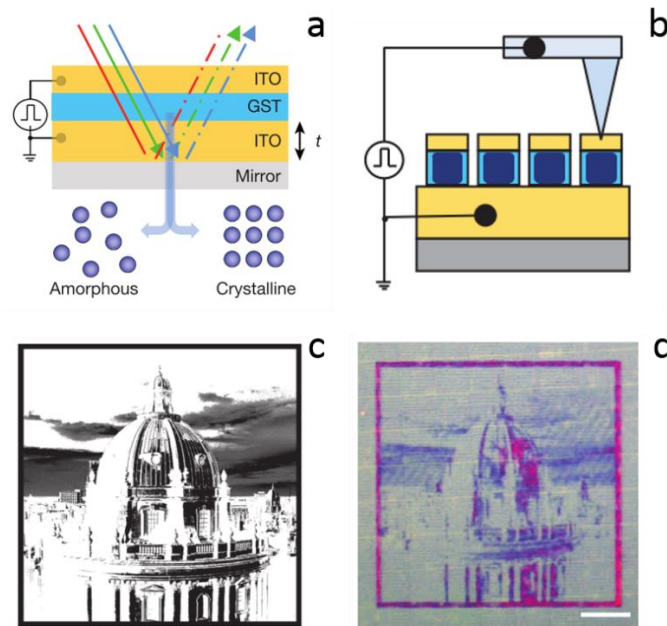 a
ITO
GST
ITO
t
Mirror
Amorphous
Crystalline
b
c
d